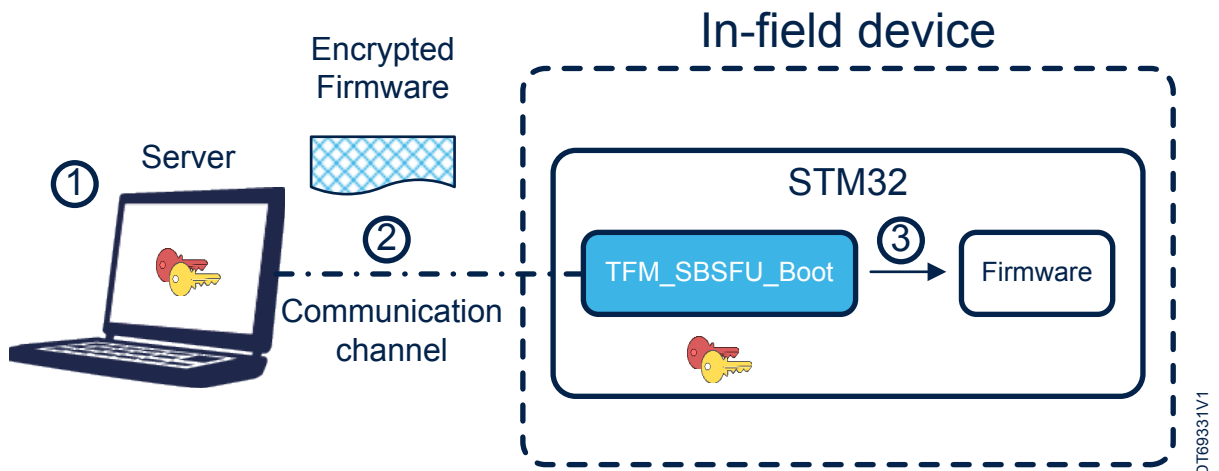 In-field device
Encrypted
Firmware
Server
1
STM32
2
3
TFM_SBSFU_Boot
Firmware
Communication
channel
DT69331V1